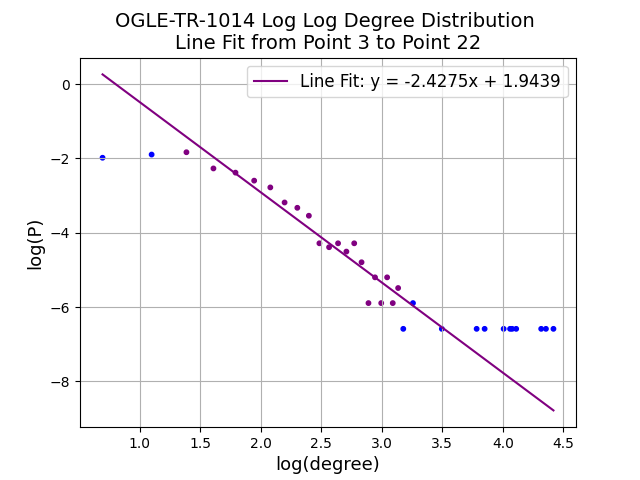 OGLE-TR-1014 Log Log Degree Distribution
Line Fit from Point 3 to Point 22
Line Fit: y = -2.4275x + 1.9439
log(P)
0
−2
−4
−6
−8
1.0 1.5 2.0 2.5 3.0 3.5 4.0 4.5
log(degree)